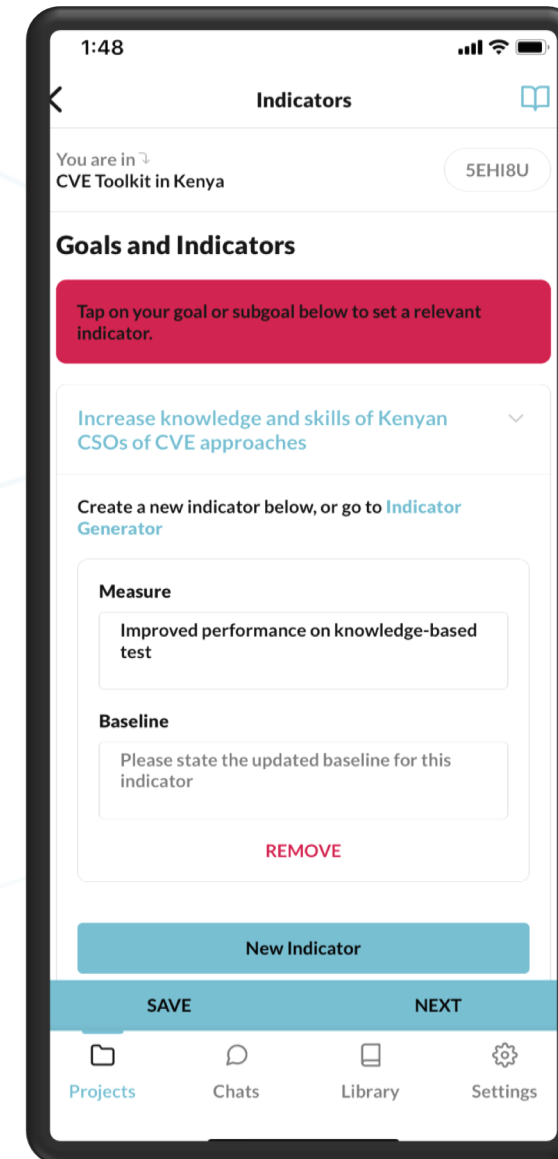 1:48
Indicators
You are in
5EHI8U
CVE Toolkit in Kenya
Goals and Indicators
Tap on your goal or subgoal below to set a relevant
indicator.
Increase knowledge and skills of Kenyan
CSOs of CVE approaches
Create a new indicator below, or go to Indicator
Generator
Measure
Improved performance on knowledge-based
test
Baseline
Please state the updated baseline for this
indicator
REMOVE
New Indicator
SAVE NEXT
Projects Chats Library Settings